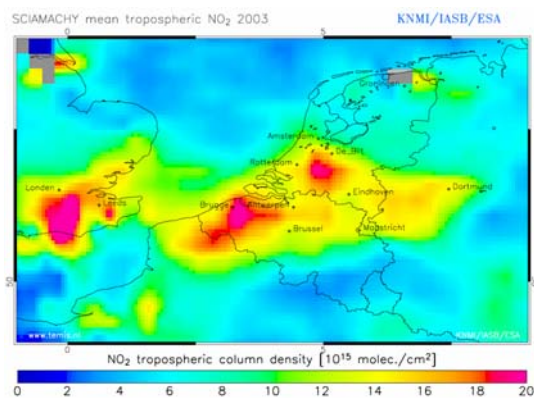 SCIAMACHY mean tropospheric NO₂ 2003 KNMI/IASB/ESA
0 5
Groningen
Amsterdam
De Bilt
Rotterdam
Londen
Leeds
Eindhoven
Dortmund
Brugge
Antwerpen
Brussel
Maastricht
50
www.temis.nl
KNMI/IASB/ESA
0 5
NO₂ tropospheric column density [10¹⁵ molec./cm²]
0 2 4 6 8 10 12 14 16 18 20